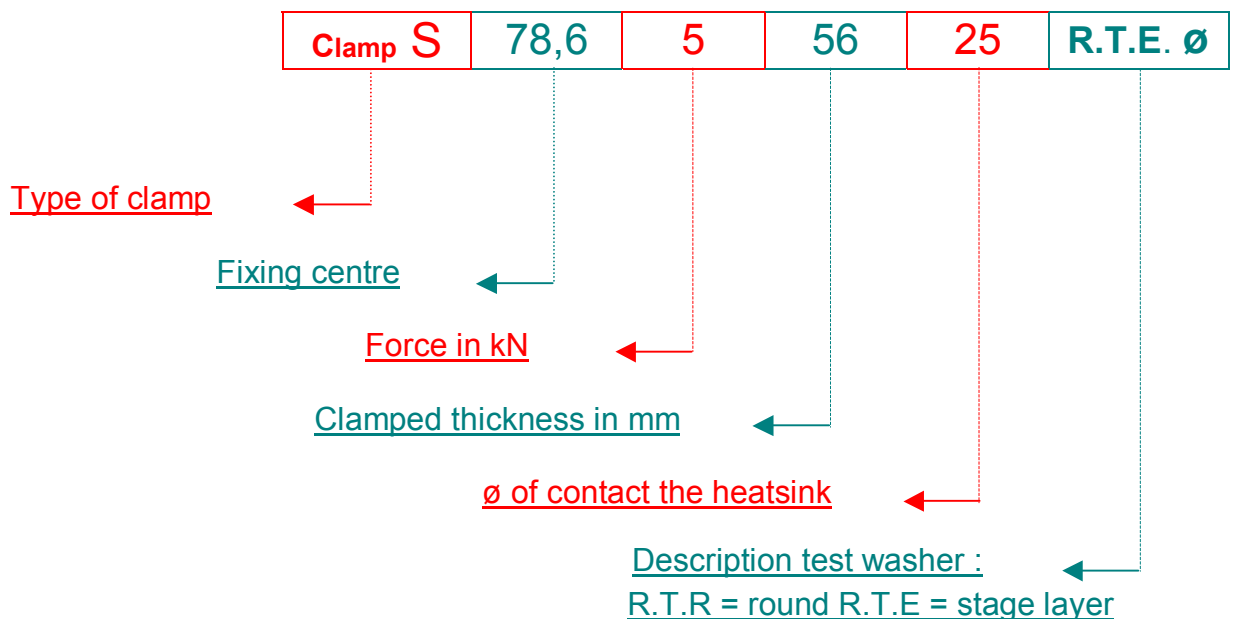 Clamp S 78,6 5 56 25 R.T.E. ø
Type of clamp
Fixing centre
Force in kN
Clamped thickness in mm
ø of contact the heatsink
Description test washer :
R.T.R = round R.T.E = stage layer